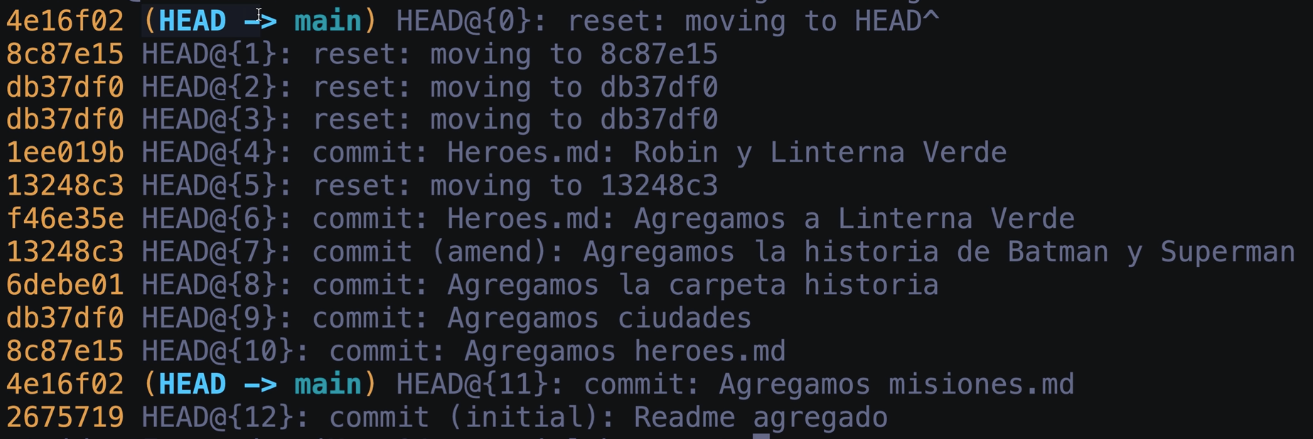 4e16f02 (HEAD -> main) HEAD@{0}: reset: moving to HEAD^
8c87e15 HEAD@{1}: reset: moving to 8c87e15
db37df0 HEAD@{2}: reset: moving to db37df0
db37df0 HEAD@{3}: reset: moving to db37df0
1ee019b HEAD@{4}: commit: Heroes.md: Robin y Linterna Verde
13248c3 HEAD@{5}: reset: moving to 13248c3
f46e35e HEAD@{6}: commit: Heroes.md: Agregamos a Linterna Verde
13248c3 HEAD@{7}: commit (amend): Agregamos la historia de Batman y Superman
6debe01 HEAD@{8}: commit: Agregamos la carpeta historia
db37df0 HEAD@{9}: commit: Agregamos ciudades
8c87e15 HEAD@{10}: commit: Agregamos heroes.md
4e16f02 (HEAD -> main) HEAD@{11}: commit: Agregamos misiones.md
2675719 HEAD@{12}: commit (initial): Readme agregado